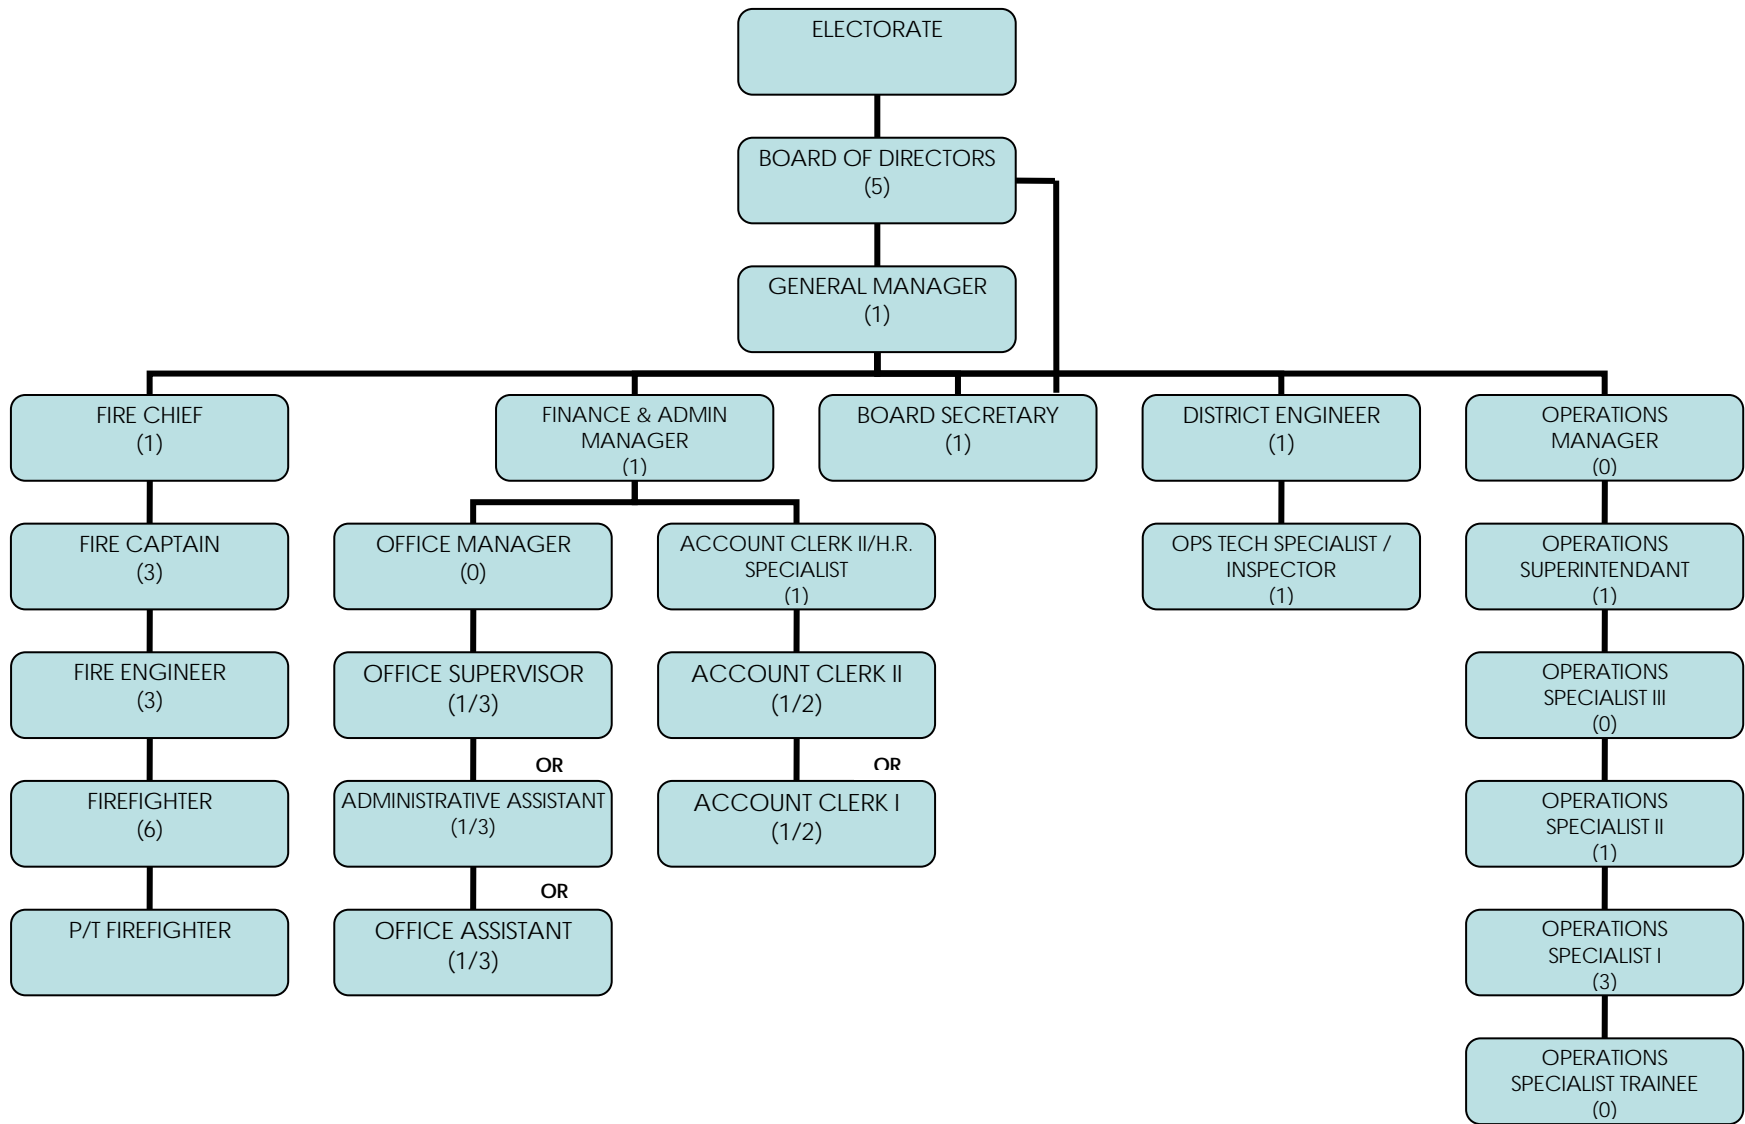 ELECTORATE
BOARD OF DIRECTORS
(5)
GENERAL MANAGER
(1)
FIRE CHIEF
(1)
FINANCE & ADMIN
MANAGER
(1)
BOARD SECRETARY
(1)
DISTRICT ENGINEER
(1)
OPERATIONS
MANAGER
(0)
FIRE CAPTAIN
(3)
OFFICE MANAGER
(0)
ACCOUNT CLERK II/H.R.
SPECIALIST
(1)
OPS TECH SPECIALIST /
INSPECTOR
(1)
OPERATIONS
SUPERINTENDANT
(1)
FIRE ENGINEER
(3)
OFFICE SUPERVISOR
(1/3)
ACCOUNT CLERK II
(1/2)
OPERATIONS
SPECIALIST III
(0)
OR
OR
FIREFIGHTER
(6)
ADMINISTRATIVE ASSISTANT
(1/3)
ACCOUNT CLERK I
(1/2)
OPERATIONS
SPECIALIST II
(1)
OR
P/T FIREFIGHTER
OFFICE ASSISTANT
(1/3)
OPERATIONS
SPECIALIST I
(3)
OPERATIONS
SPECIALIST TRAINEE
(0)